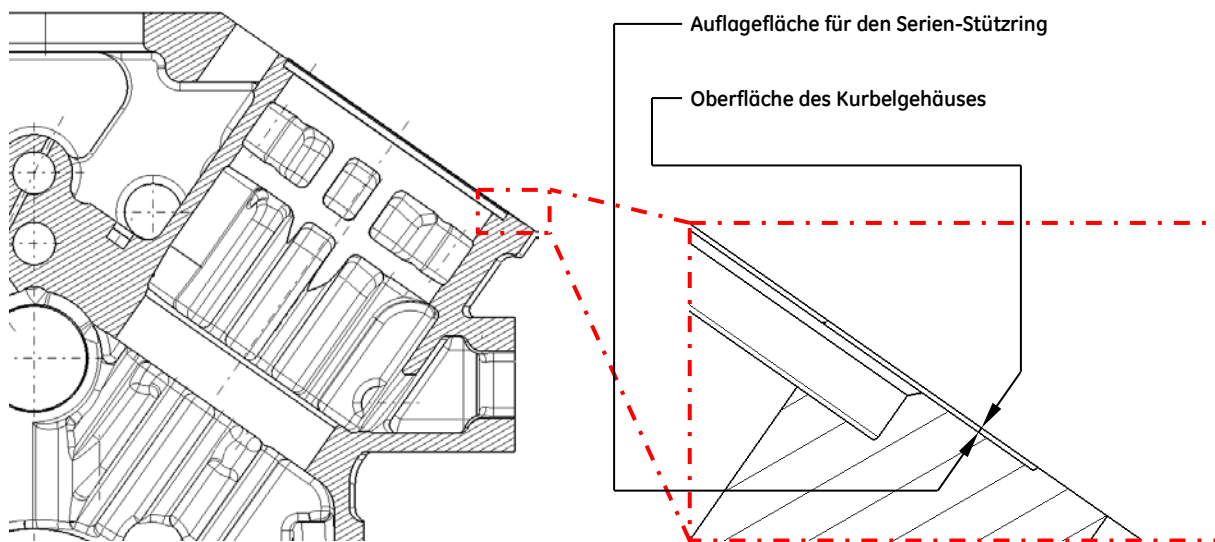 Auflagefläche für den Serien-Stützring
Oberfläche des Kurbelgehäuses